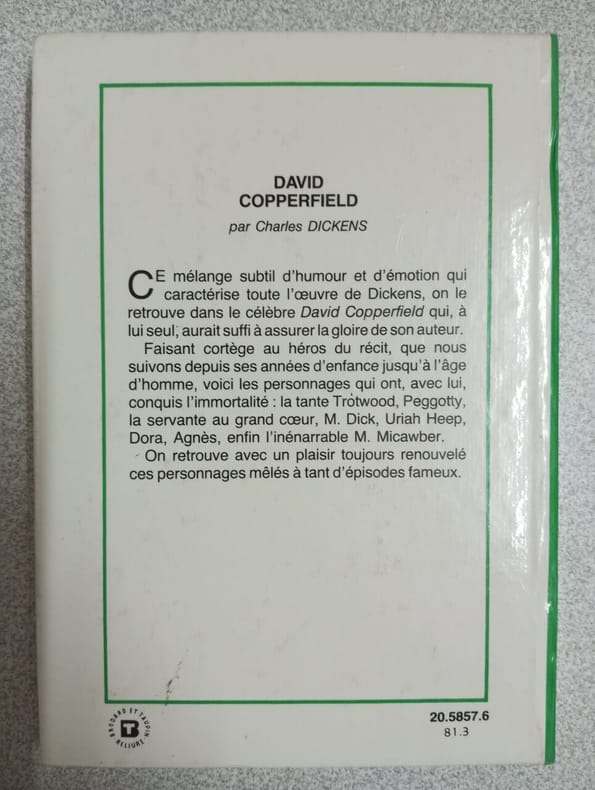 DAVID
COPPERFIELD
par Charles DICKENS
CE mélange subtil d'humour et d'émotion qui
caractérise toute l'œuvre de Dickens, on le
retrouve dans le célèbre David Copperfield qui, à
lui seul, aurait suffi à assurer la gloire de son auteur.
Faisant cortège au héros du récit, que nous
suivons depuis ses années d'enfance jusqu'à l'âge
d'homme, voici les personnages qui ont, avec lui,
conquis l'immortalité : la tante Trotwood, Peggotty,
la servante au grand cœur, M. Dick, Uriah Heep,
Dora, Agnès, enfin l'inénarrable M. Micawber.
On retrouve avec un plaisir toujours renouvelé
ces personnages mêlés à tant d'épisodes fameux.
BRODARD ET TAUPIN
RELIURE
BT
20.5857.6
81.3